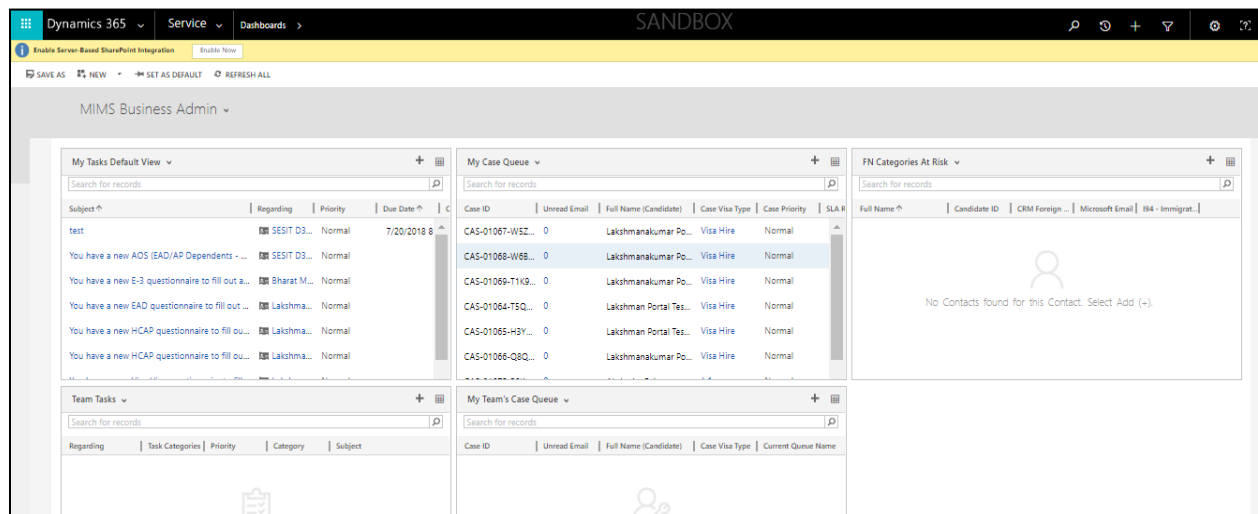 Dynamics 365 Service Dashboards SANDBOX
Enable Server-Based SharePoint Integration Enable Now
SAVE AS NEW SET AS DEFAULT REFRESH ALL
MIMS Business Admin
My Tasks Default View
Search for records
Subject Regarding Priority Due Date C
test SESIT D3... Normal 7/20/2018 8
You have a new AOS (EAD/AP Dependents - ... SESIT D3... Normal
You have a new E-3 questionnaire to fill out a... Bharat M... Normal
You have a new EAD questionnaire to fill out ... Lakshma... Normal
You have a new HCAP questionnaire to fill ou... Lakshma... Normal
You have a new HCAP questionnaire to fill ou... Lakshma... Normal
My Case Queue
Search for records
Case ID Unread Email Full Name (Candidate) Case Visa Type Case Priority SLA R
CAS-01067-W5Z... 0 Lakshmanakumar Po... Visa Hire Normal
CAS-01068-W6B... 0 Lakshmanakumar Po... Visa Hire Normal
CAS-01069-T1K9... 0 Lakshmanakumar Po... Visa Hire Normal
CAS-01064-T5Q... 0 Lakshman Portal Tes... Visa Hire Normal
CAS-01065-H3Y... 0 Lakshman Portal Tes... Visa Hire Normal
CAS-01066-Q8Q... 0 Lakshmanakumar Po... Visa Hire Normal
FN Categories At Risk
Search for records
Full Name Candidate ID CRM Foreign ... Microsoft Email I94 - Immigrat...
No Contacts found for this Contact. Select Add (+).
Team Tasks
Search for records
Regarding Task Categories Priority Category Subject
My Team's Case Queue
Search for records
Case ID Unread Email Full Name (Candidate) Case Visa Type Current Queue Name